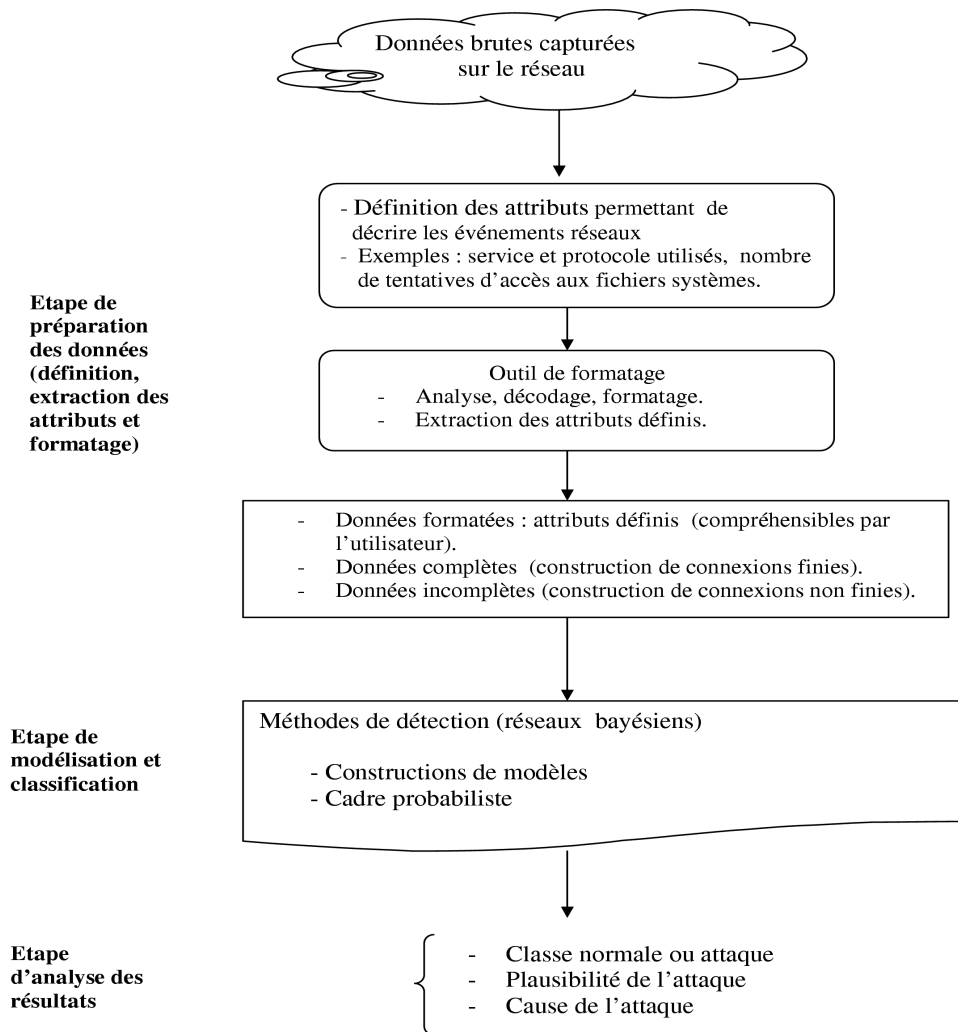 Données brutes capturées
sur le réseau
- Définition des attributs permettant de
décrire les événements réseaux
- Exemples : service et protocole utilisés, nombre
de tentatives d'accès aux fichiers systèmes.
Etape de
préparation
des données
(définition,
extraction des
attributs et
formatage)
Outil de formatage
- Analyse, décodage, formatage.
- Extraction des attributs définis.
- Données formatées : attributs définis (compréhensibles par
l'utilisateur).
- Données complètes (construction de connexions finies).
- Données incomplètes (construction de connexions non finies).
Etape de
modélisation et
classification
Méthodes de détection (réseaux bayésiens)
- Constructions de modèles
- Cadre probabiliste
Etape
d'analyse des
résultats
- Classe normale ou attaque
- Plausibilité de l'attaque
- Cause de l'attaque